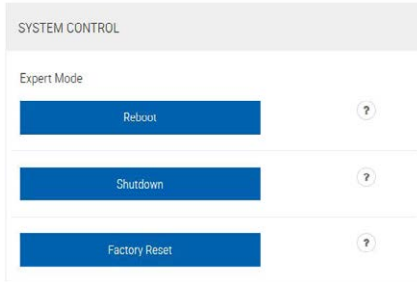 SYSTEM CONTROL
Expert Mode
Reboot
?
Shutdown
?
Factory Reset
?